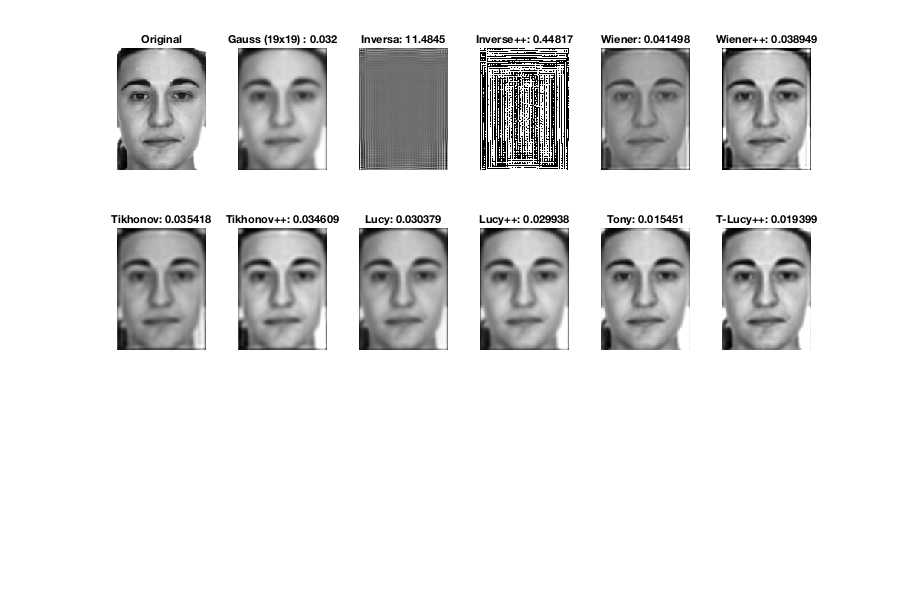 Original
Gauss (19x19) : 0.032
Inversa: 11.4845
Inverse++: 0.44817
Wiener: 0.041498
Wiener++: 0.038949
Tikhonov: 0.035418
Tikhonov++: 0.034609
Lucy: 0.030379
Lucy++: 0.029938
Tony: 0.015451
T-Lucy++: 0.019399